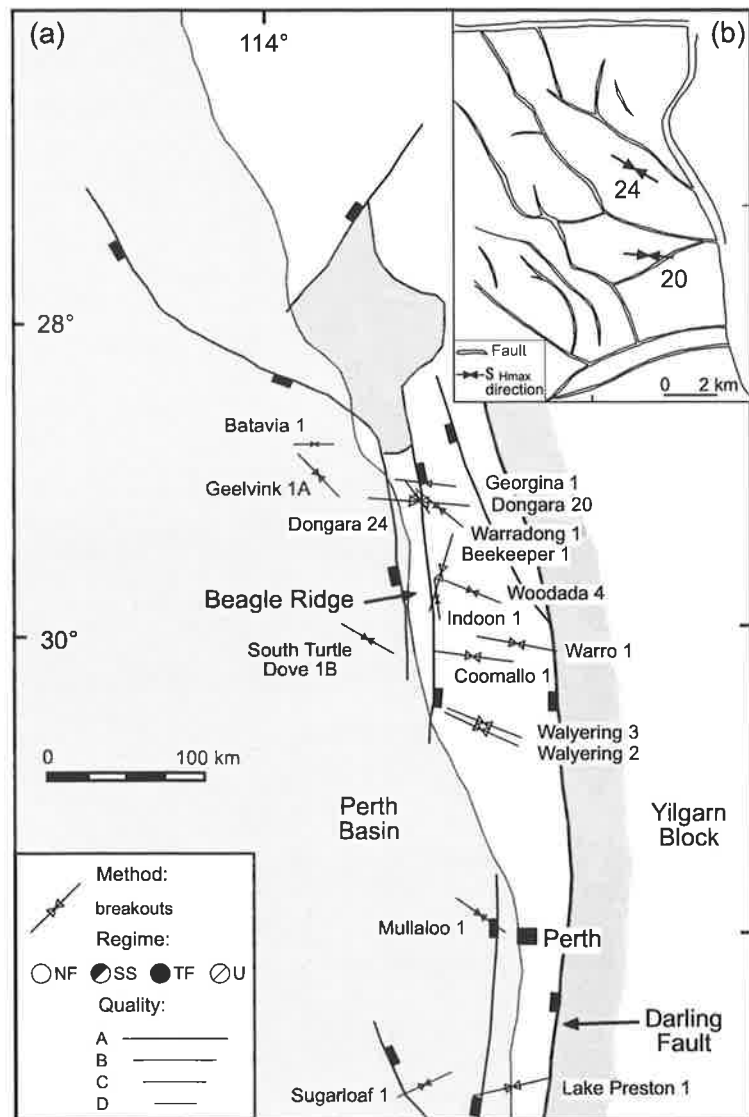 (a)
114°
(b)
24
20
Fault
S Hmax
direction
0 2 km
28°
Batavia 1
Geelvink 1A
Georgina 1
Dongara 20
Dongara 24
Warradong 1
Beekeeper 1
Beagle Ridge
Woodada 4
Indoon 1
30°
South Turtle
Dove 1B
Warro 1
Coomallo 1
0 100 km
Walyering 3
Walyering 2
Perth
Basin
Yilgarn
Block
Method:
breakouts
Regime:
NF SS TF U
Quality:
A
B
C
D
Mullaloo 1
Perth
Darling
Fault
Sugarloaf 1
Lake Preston 1